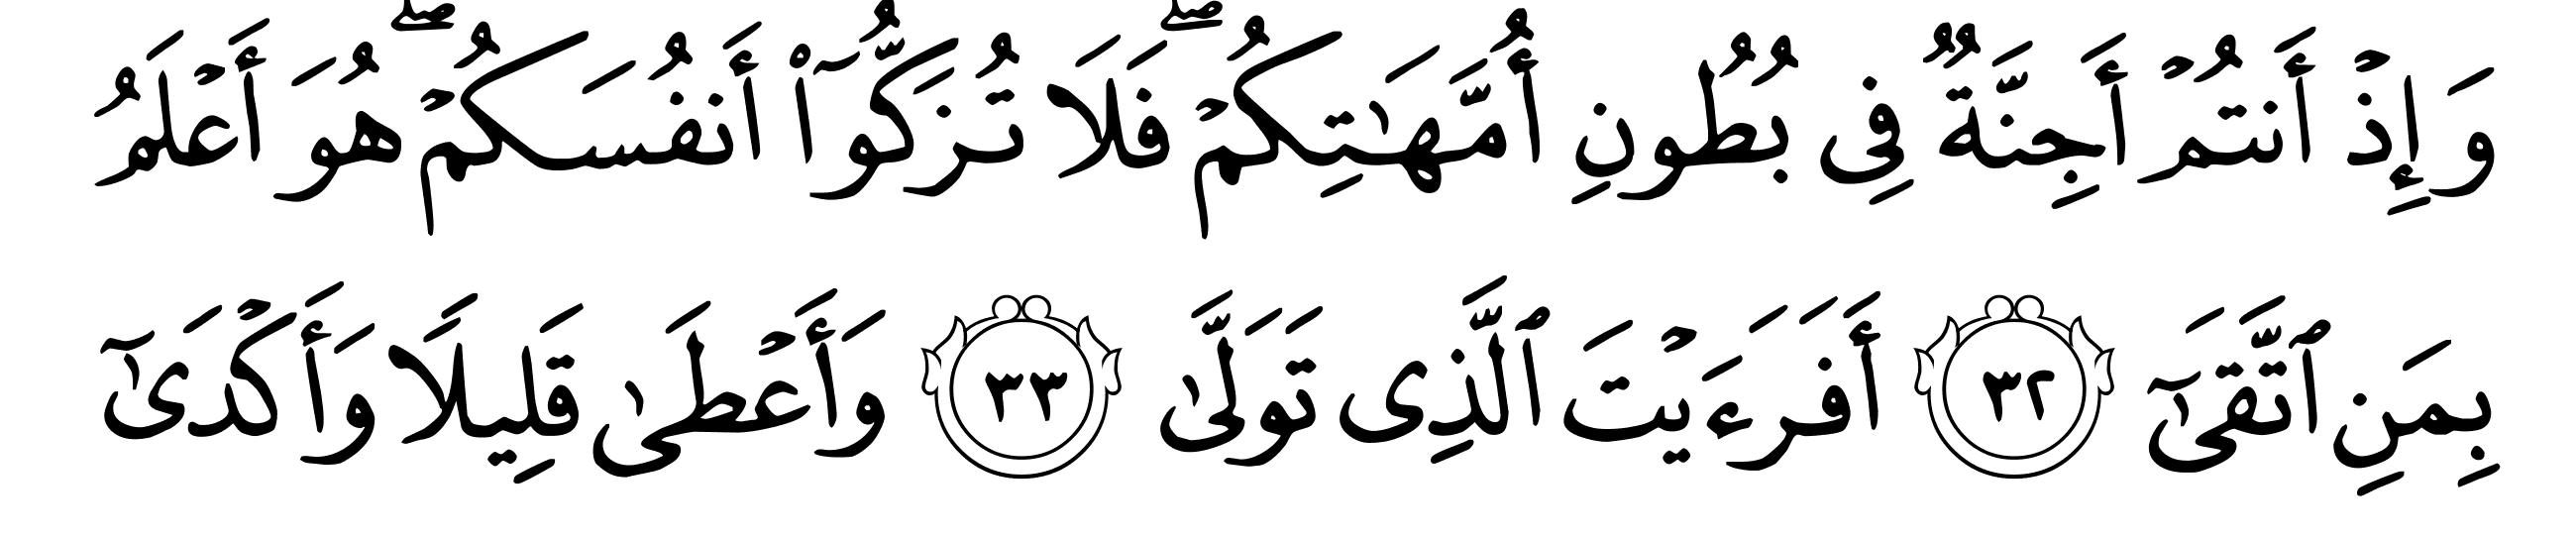 وَإِذْ أَنتُمْ أَجِنَّةٌ فِى بُطُونِ أُمَّهَـٰتِكُمْ ۖ فَلَا تُزَكُّوٓا۟ أَنفُسَكُمْ ۖ هُوَ أَعْلَمُ
بِمَنِ ٱتَّقَىٰٓ ٣٢ أَفَرَءَيْتَ ٱلَّذِى تَوَلَّىٰ ٣٣ وَأَعْطَىٰ قَلِيلًا وَأَكْدَىٰٓ